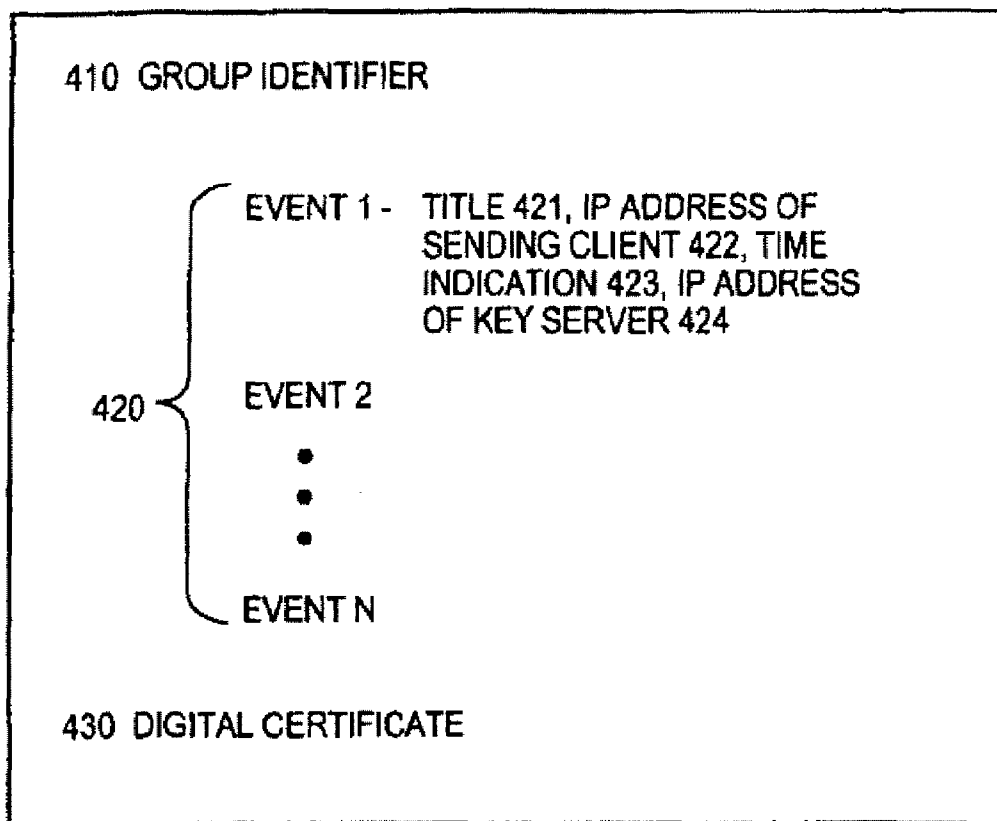 410 GROUP IDENTIFIER
EVENT 1 - TITLE 421, IP ADDRESS OF
SENDING CLIENT 422, TIME
INDICATION 423, IP ADDRESS
OF KEY SERVER 424
420
EVENT 2
EVENT N
430 DIGITAL CERTIFICATE